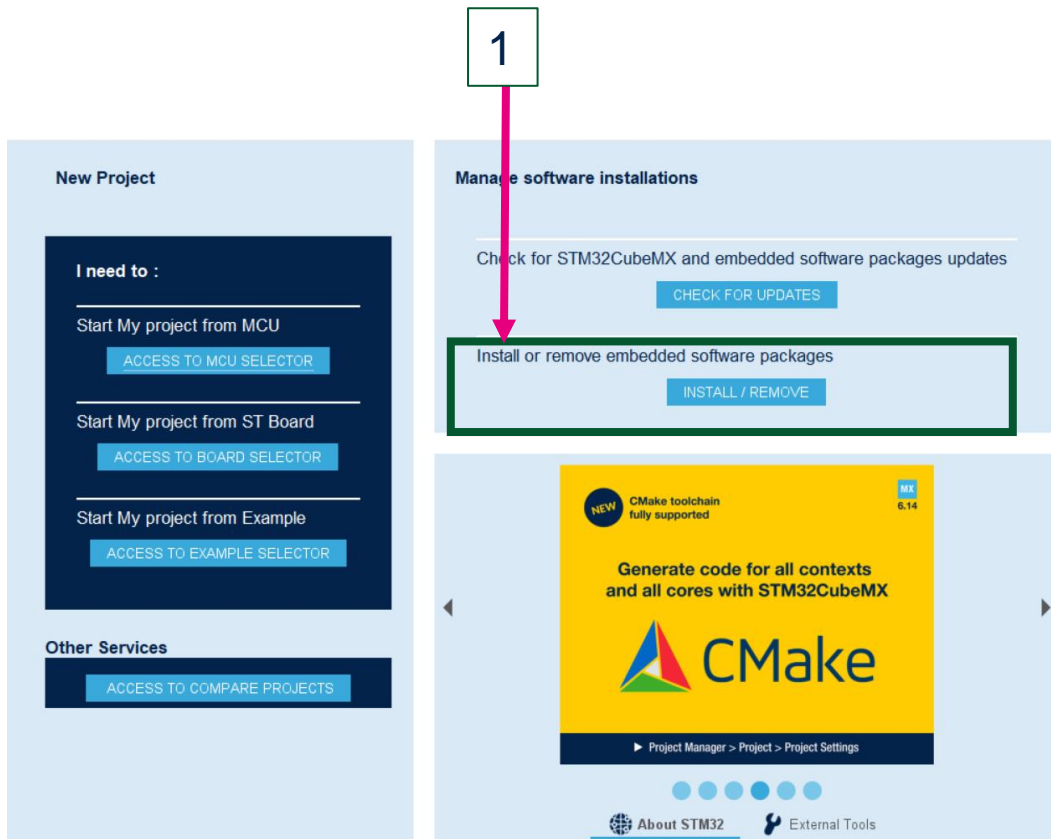 1
New Project
I need to :
Start My project from MCU
ACCESS TO MCU SELECTOR
Start My project from ST Board
ACCESS TO BOARD SELECTOR
Start My project from Example
ACCESS TO EXAMPLE SELECTOR
Other Services
ACCESS TO COMPARE PROJECTS
Manage software installations
Check for STM32CubeMX and embedded software packages updates
CHECK FOR UPDATES
Install or remove embedded software packages
INSTALL / REMOVE
NEW
CMake toolchain
fully supported
MX
6.14
Generate code for all contexts
and all cores with STM32CubeMX
CMake
Project Manager > Project > Project Settings
About STM32
External Tools